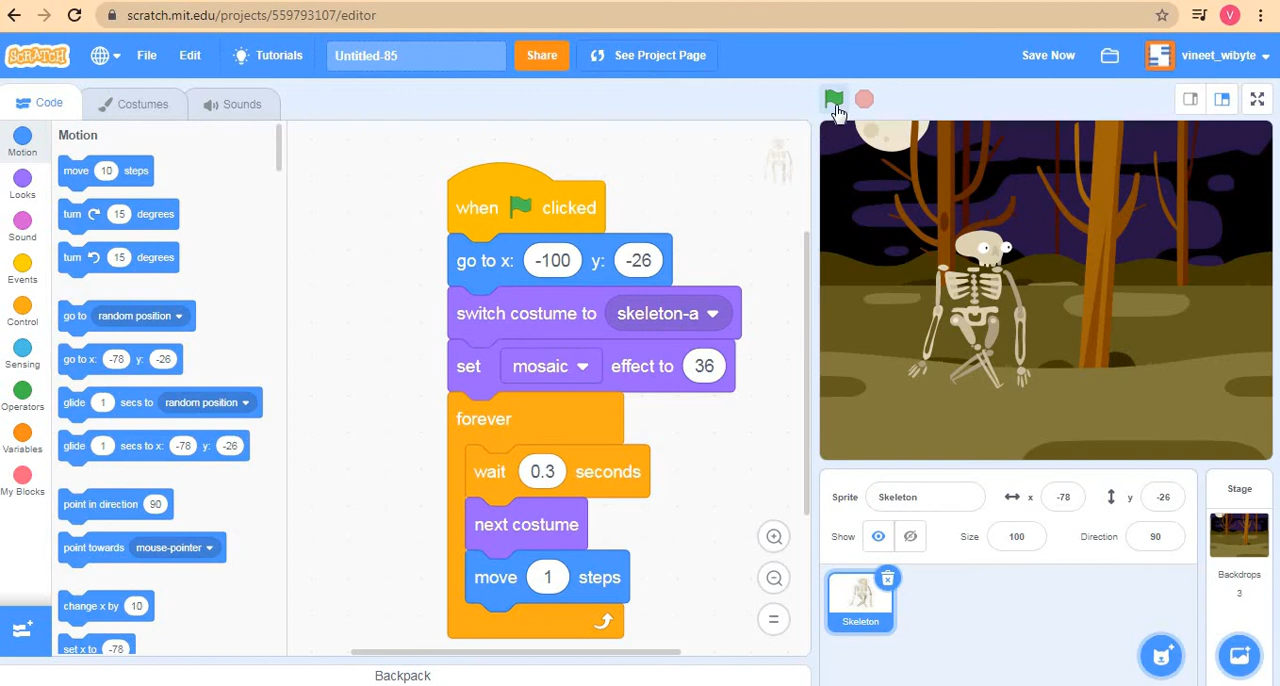 scratch.mit.edu/projects/559793107/editor
V
SCRATCH
File
Edit
Tutorials
Untitled-85
Share
See Project Page
Save Now
vineet_wibyte
Code
Costumes
Sounds
Motion
Looks
Sound
Events
Control
Sensing
Operators
Variables
My Blocks
Motion
move 10 steps
turn 15 degrees
turn 15 degrees
go to random position
go to x: -78 y: -26
glide 1 secs to random position
glide 1 secs to x: -78 y: -26
point in direction 90
point towards mouse-pointer
change x by 10
set x to -78
when clicked
go to x: -100 y: -26
switch costume to skeleton-a
set mosaic effect to 36
forever
wait 0.3 seconds
next costume
move 1 steps
Backpack
Sprite Skeleton x -78 y -26
Show Size 100 Direction 90
Skeleton
Stage
Backdrops
3